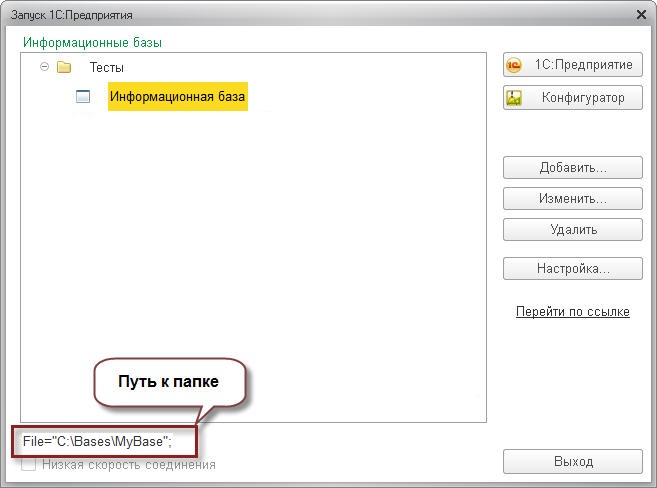 Запуск 1С:Предприятия
Информационные базы
Тесты
Информационная база
1С:Предприятие
Конфигуратор
Добавить...
Изменить...
Удалить
Настройка...
Перейти по ссылке
Путь к папке
File="C:\Bases\MyBase";
Низкая скорость соединения
Выход